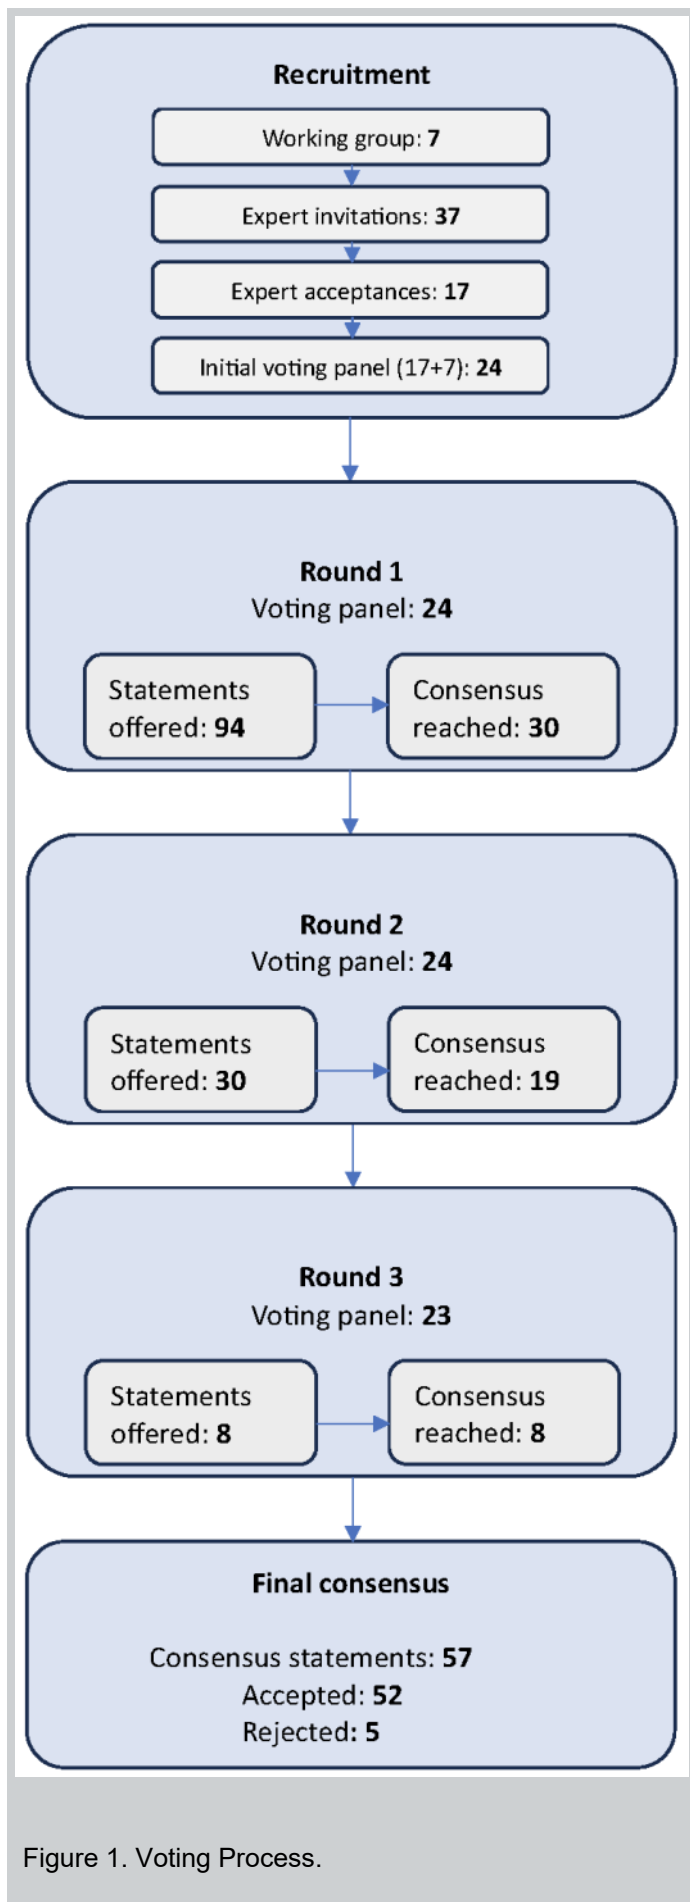 Recruitment
Working group: 7
Expert invitations: 37
Expert acceptances: 17
Initial voting panel (17+7): 24
Round 1
Voting panel: 24
Statements
offered: 94
Consensus
reached: 30
Round 2
Voting panel: 24
Statements
offered: 30
Consensus
reached: 19
Round 3
Voting panel: 23
Statements
offered: 8
Consensus
reached: 8
Final consensus
Consensus statements: 57
Accepted: 52
Rejected: 5
Figure 1. Voting Process.